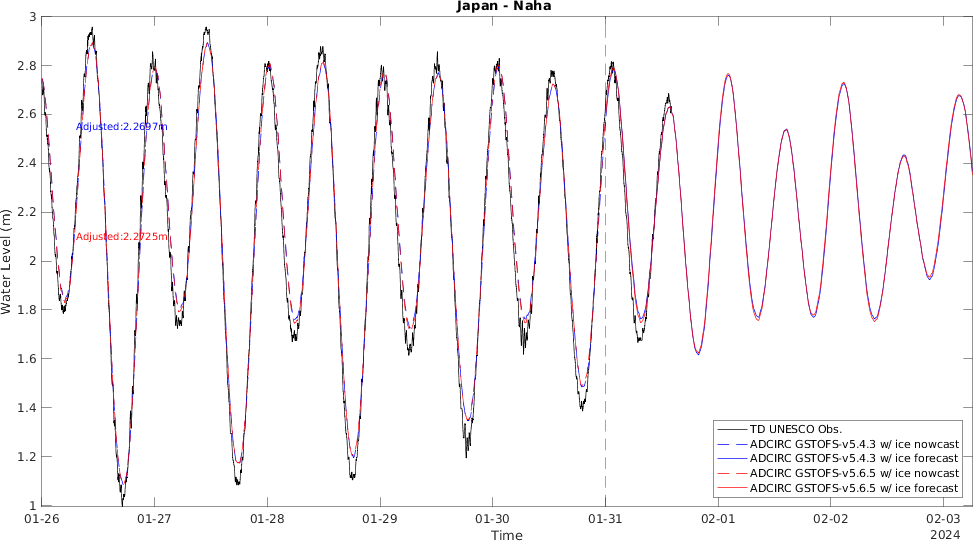 Japan - Naha
3
2.8
2.6
2.4
2.2
2
1.8
1.6
1.4
1.2
1
Water Level (m)
Adjusted:2.2697m
Adjusted:2.2725m
TD UNESCO Obs.
ADCIRC GSTOFS-v5.4.3 w/ ice nowcast
ADCIRC GSTOFS-v5.4.3 w/ ice forecast
ADCIRC GSTOFS-v5.6.5 w/ ice nowcast
ADCIRC GSTOFS-v5.6.5 w/ ice forecast
01-26 01-27 01-28 01-29 01-30 01-31 02-01 02-02 02-03
Time
2024